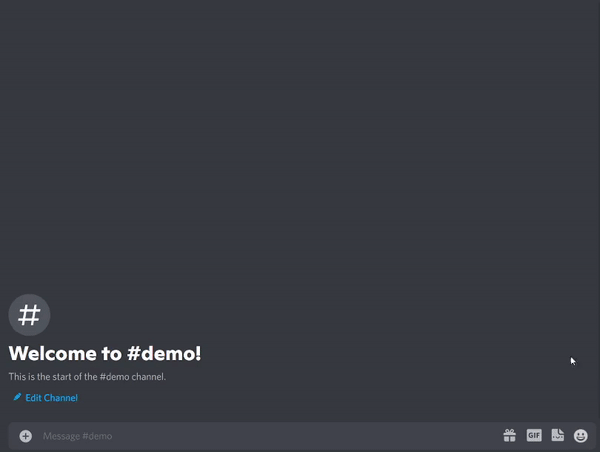 #
Welcome to #demo!
This is the start of the #demo channel.
Edit Channel
Message #demo
GIF